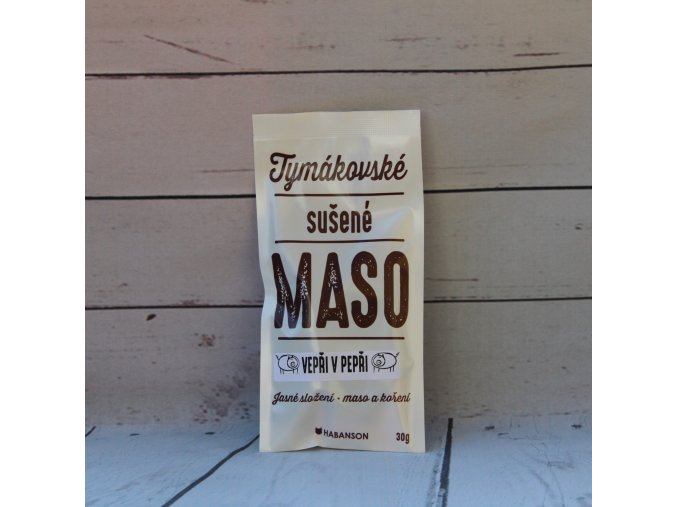 Tymákovské
sušené
MASO
VEPŘI V PEPŘI
Jasné složení - maso a koření
HABANSON
30g